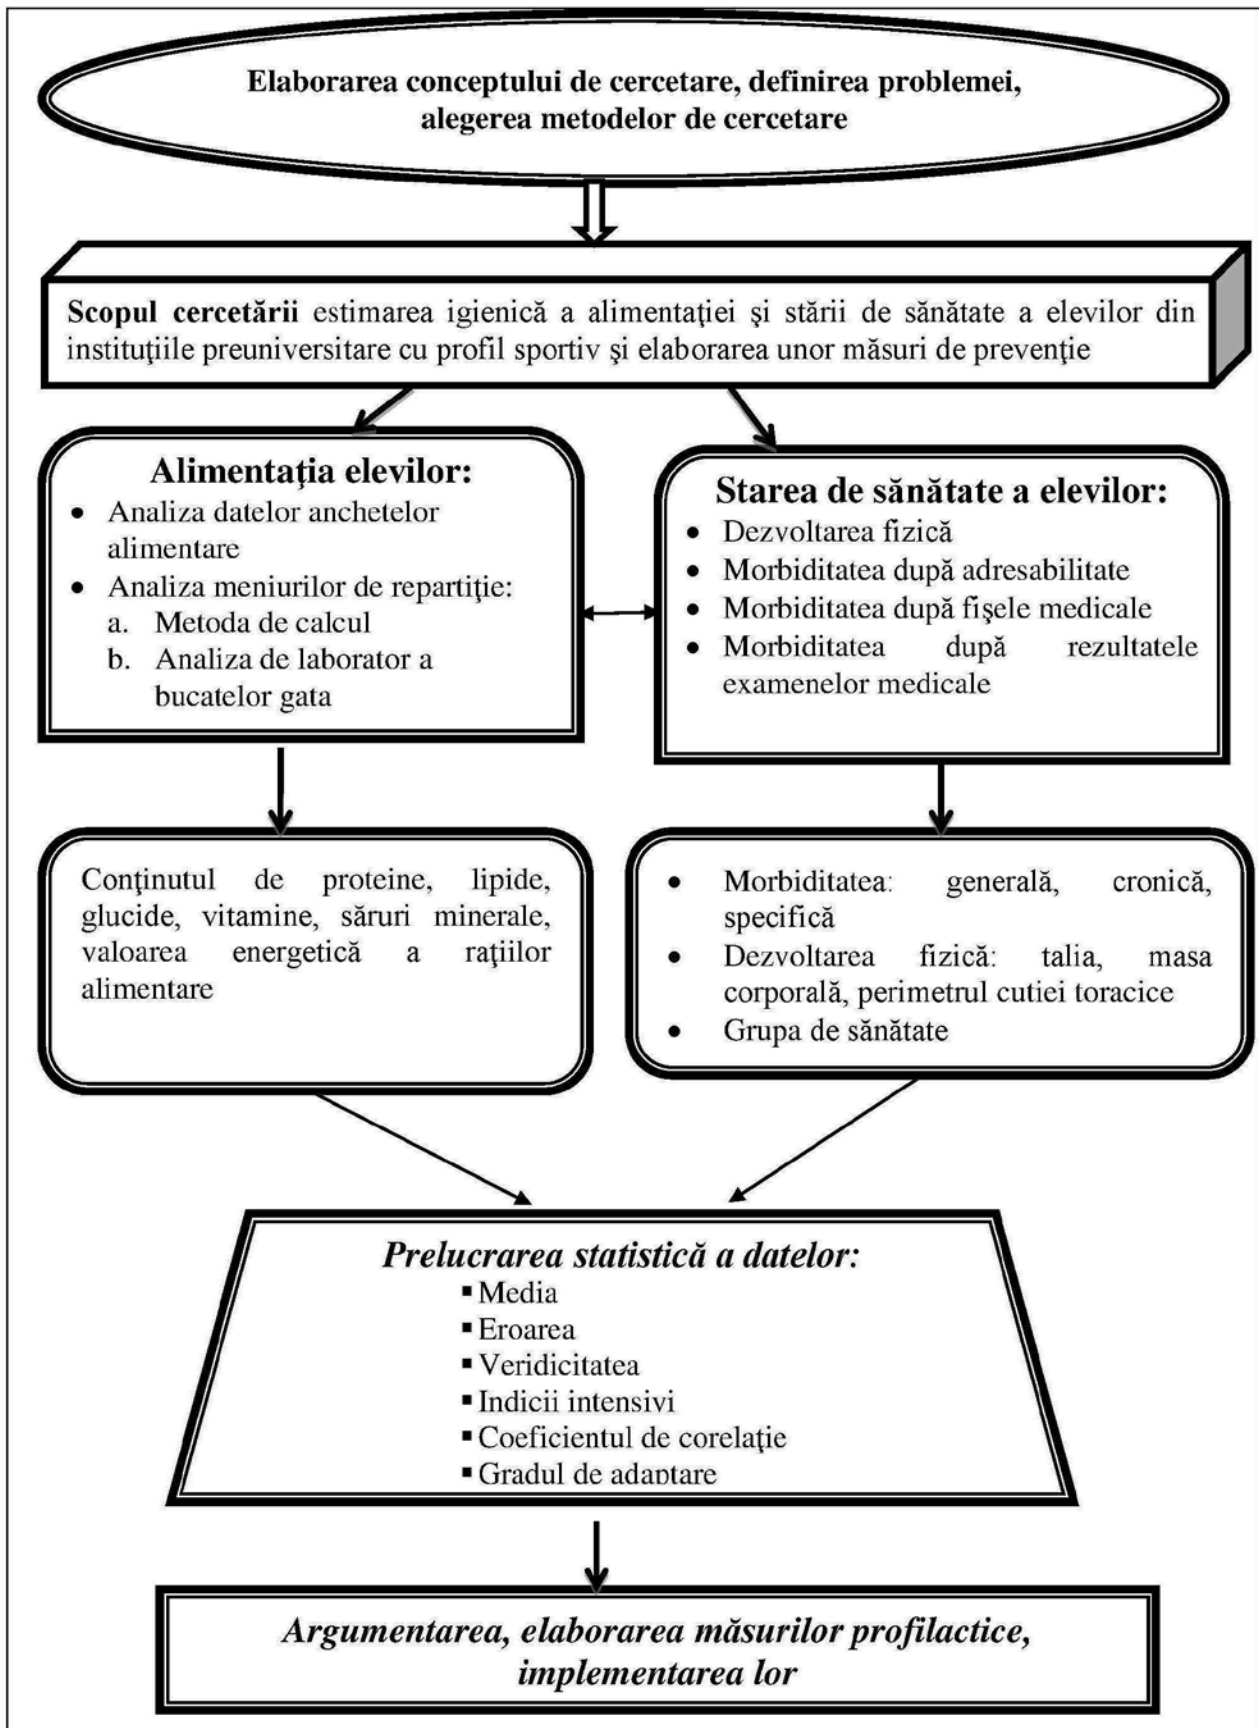 Elaborarea conceptului de cercetare, definirea problemei,
alegerea metodelor de cercetare
Scopul cercetării estimarea igienică a alimentaţiei şi stării de sănătate a elevilor din
instituţiile preuniversitare cu profil sportiv şi elaborarea unor măsuri de prevenţie
Alimentaţia elevilor:
• Analiza datelor anchetelor
alimentare
• Analiza meniurilor de repartiţie:
a. Metoda de calcul
b. Analiza de laborator a
bucatelor gata
Starea de sănătate a elevilor:
• Dezvoltarea fizică
• Morbiditatea după adresabilitate
• Morbiditatea după fişele medicale
• Morbiditatea după rezultatele
examenelor medicale
Conţinutul de proteine, lipide,
glucide, vitamine, săruri minerale,
valoarea energetică a raţiilor
alimentare
• Morbiditatea: generală, cronică,
specifică
• Dezvoltarea fizică: talia, masa
corporală, perimetrul cutiei toracice
• Grupa de sănătate
Prelucrarea statistică a datelor:
▪ Media
▪ Eroarea
▪ Veridicitatea
▪ Indicii intensivi
▪ Coeficientul de corelaţie
▪ Gradul de adaptare
Argumentarea, elaborarea măsurilor profilactice,
implementarea lor